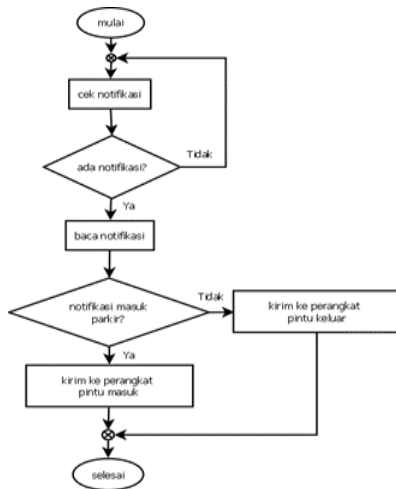 mulai
cek notifikasi
Tidak
ada notifikasi?
Ya
baca notifikasi
notifikasi masuk
parkir?
Tidak
kirim ke perangkat
pintu keluar
Ya
kirim ke perangkat
pintu masuk
selesai